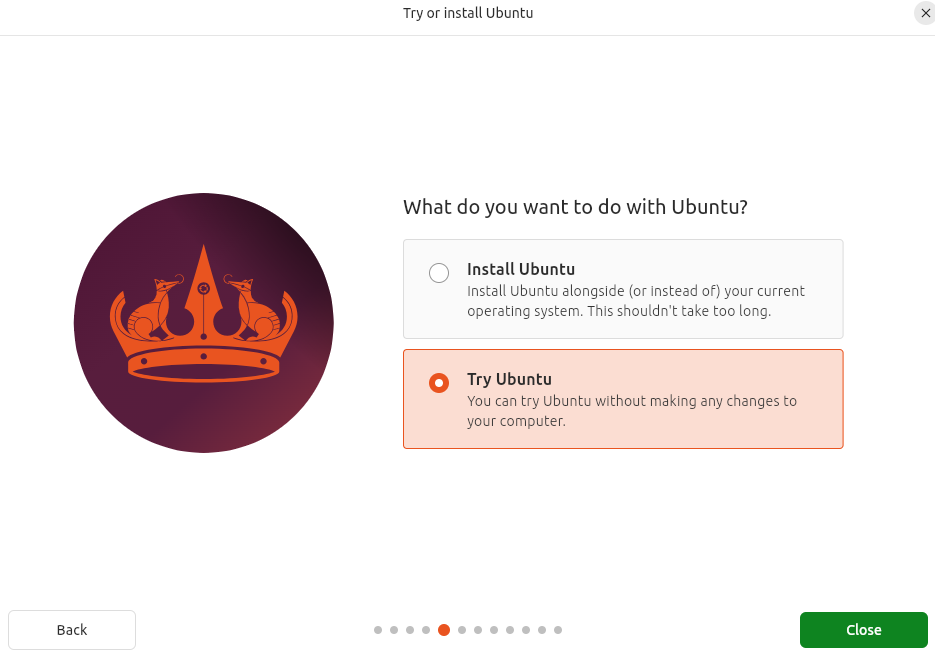 Try or install Ubuntu
What do you want to do with Ubuntu?
Install Ubuntu
Install Ubuntu alongside (or instead of) your current
operating system. This shouldn't take too long.
Try Ubuntu
You can try Ubuntu without making any changes to
your computer.
Back
Close